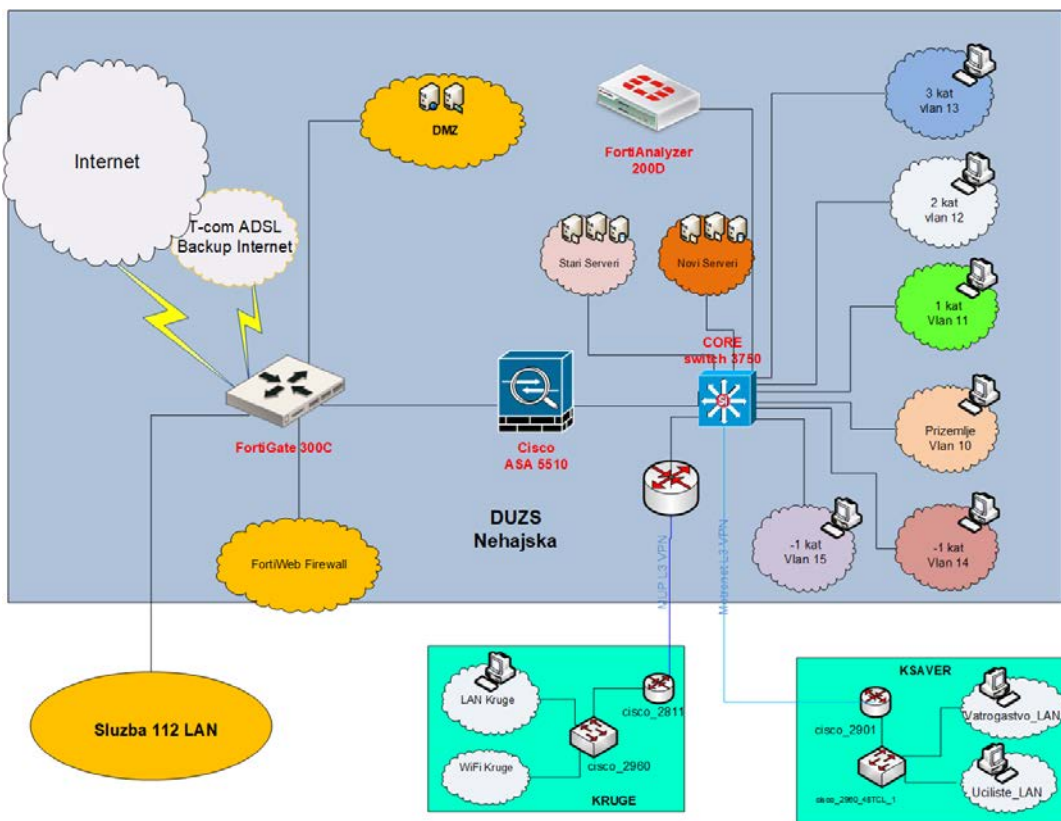 Internet
T-com ADSL
Backup Internet
DMZ
FortiAnalyzer
200D
Stari Serveri
Novi Serveri
3 kat
vlan 13
2 kat
vlan 12
1 kat
Vlan 11
CORE
switch 3750
SI
Prizemlje
Vlan 10
FortiGate 300C
Cisco
ASA 5510
DUZS
Nehajska
-1 kat
Vlan 15
-1 kat
Vlan 14
FortiWeb Firewall
MUP L3 VPN
Metronet L3 VPN
Sluzba 112 LAN
LAN Kruge
cisco_2811
WiFi Kruge
cisco_2960
KRUGE
KSAVER
cisco_2901
Vatrogastvo_LAN
cisco_2960_48TCL_1
Uciliste_LAN